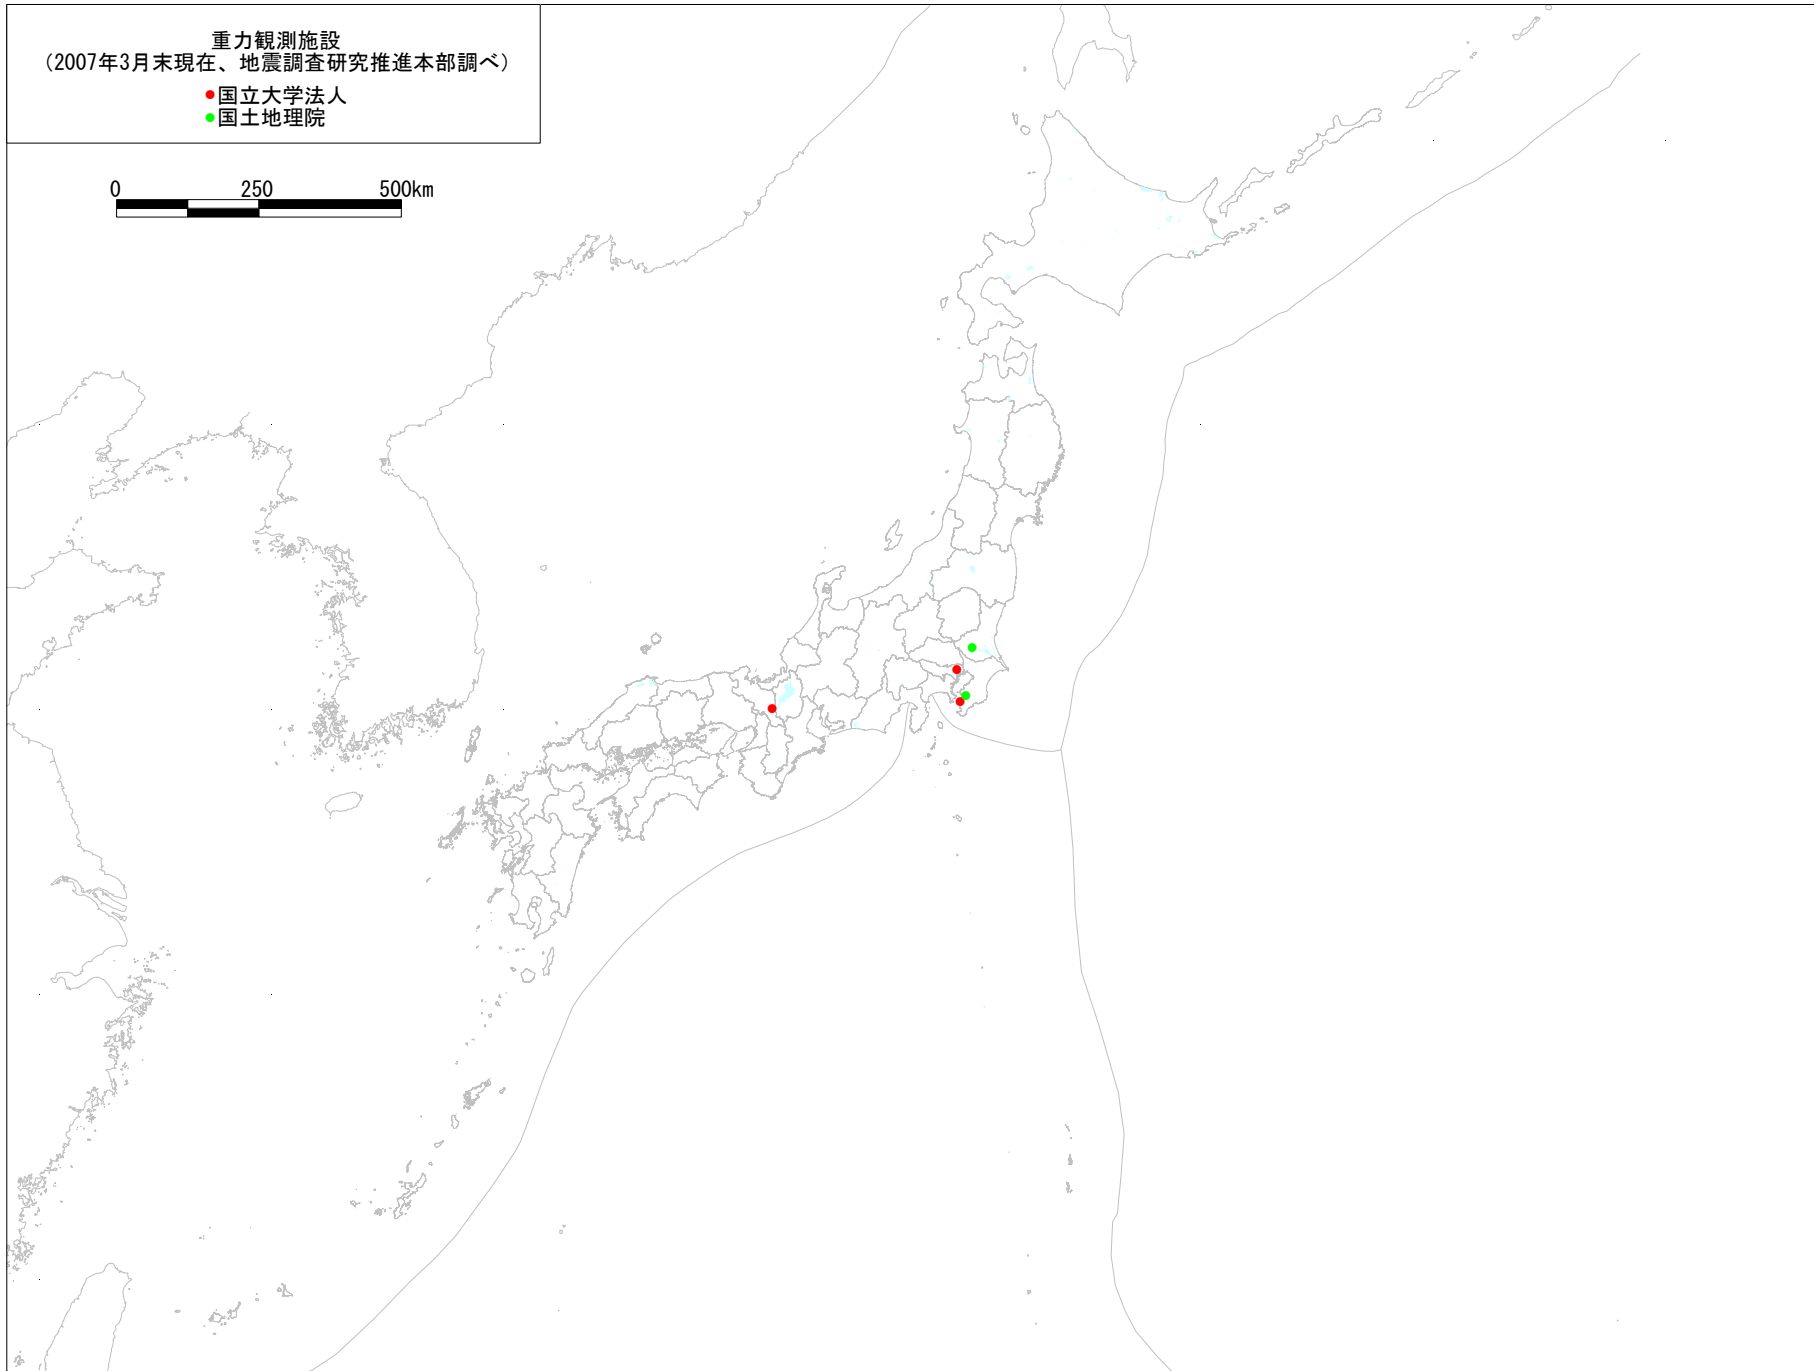 重力観測施設
（2007年3月末現在、地震調査研究推進本部調べ）
国立大学法人
国土地理院
0 250 500km